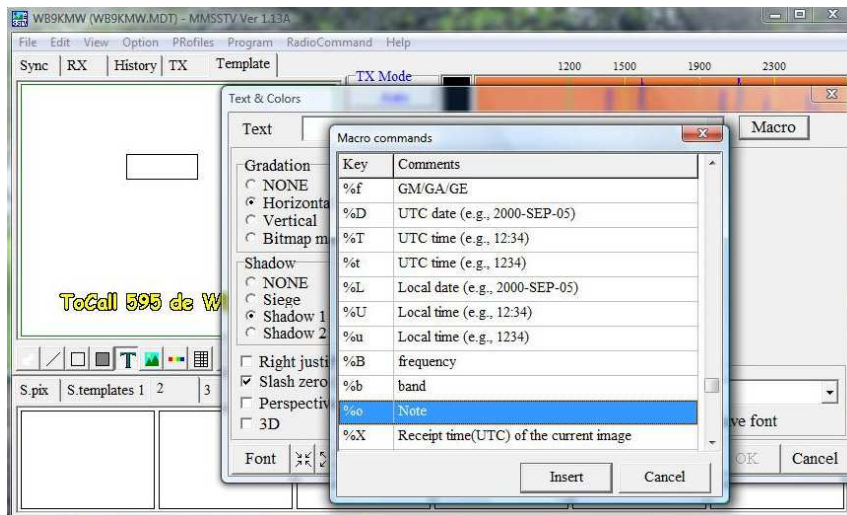 WB9KMW (WB9KMW.MDT) - MMSSTV Ver 1.13A
File Edit View Option PRofiles Program RadioCommand Help
Sync RX History TX Template
TX Mode
1200 1500 1900 2300
Text & Colors
Text
Macro
Macro commands
Key Comments
%f GM/GA/GE
%D UTC date (e.g., 2000-SEP-05)
%T UTC time (e.g., 12:34)
%t UTC time (e.g., 1234)
%L Local date (e.g., 2000-SEP-05)
%U Local time (e.g., 12:34)
%u Local time (e.g., 1234)
%B frequency
%b band
%o Note
%X Receipt time(UTC) of the current image
Insert Cancel
Gradation
NONE
Horizonta
Vertical
Bitmap m
Shadow
NONE
Siege
Shadow 1
Shadow 2
Right justi
Slash zero
Perspectiv
3D
Font
ve font
OK Cancel
ToCall 595 de W
T
S.pix S.templates 1 2 3